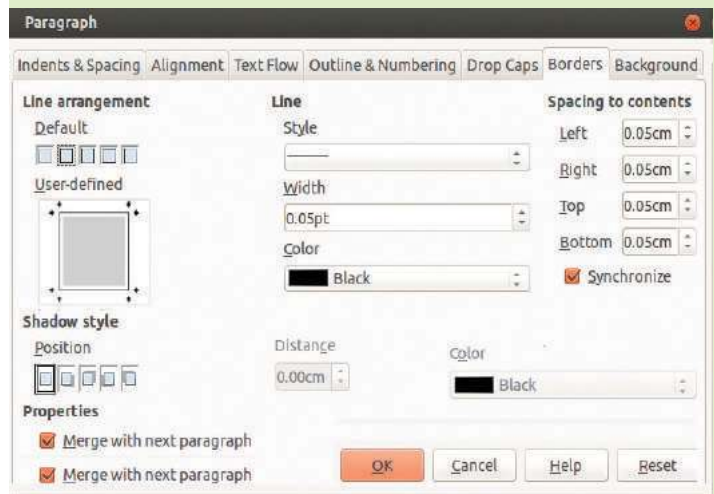 Paragraph
Indents & Spacing Alignment Text Flow Outline & Numbering Drop Caps Borders Background
Line arrangement
Default
User-defined
Line
Style
Width
0.05pt
Color
Black
Spacing to contents
Left 0.05cm
Right 0.05cm
Top 0.05cm
Bottom 0.05cm
Synchronize
Shadow style
Position
Distance
0.00cm
Color
Black
Properties
Merge with next paragraph
Merge with next paragraph
OK Cancel Help Reset